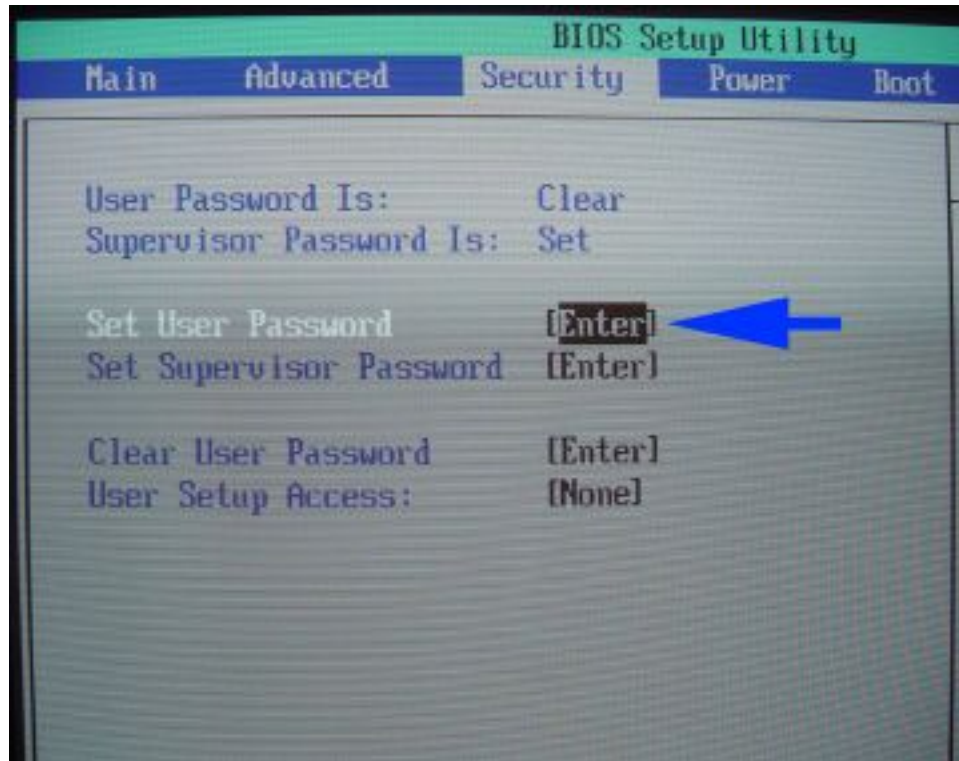 BIOS Setup Utility
Main Advanced Security Power Boot
User Password Is: Clear
Supervisor Password Is: Set
Set User Password [Enter]
Set Supervisor Password [Enter]
Clear User Password [Enter]
User Setup Access: [None]